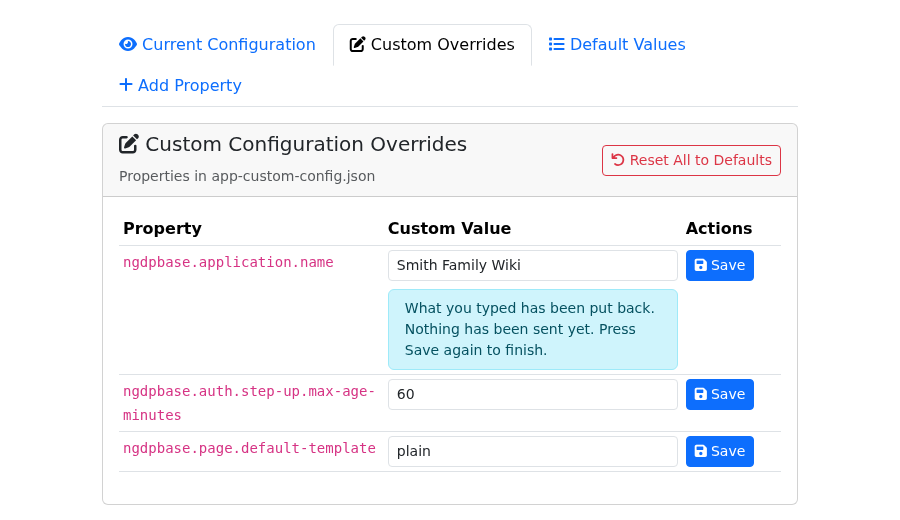 Current Configuration
Custom Overrides
Default Values
Add Property
Custom Configuration Overrides
Properties in app-custom-config.json
Reset All to Defaults
Property Custom Value Actions
ngdpbase.application.name Smith Family Wiki Save
What you typed has been put back.
Nothing has been sent yet. Press
Save again to finish.
ngdpbase.auth.step-up.max-age- 60 Save
minutes
ngdpbase.page.default-template plain Save